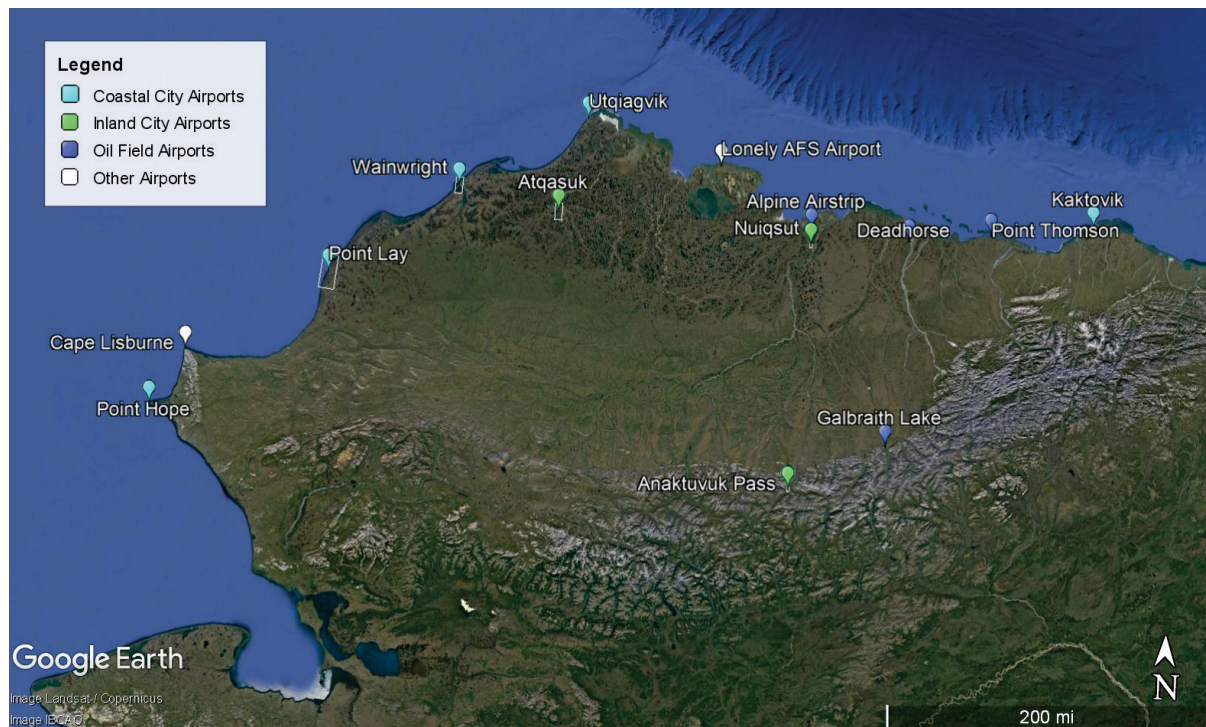 Legend
Coastal City Airports
Inland City Airports
Oil Field Airports
Other Airports
Utqiagvik
Lonely AFS Airport
Wainwright
Atqasuk
Alpine Airstrip
Kaktovik
Nuiqsut
Deadhorse
Point Thomson
Point Lay
Cape Lisburne
Point Hope
Galbraith Lake
Anaktuvuk Pass
Google Earth
Image Landsat / Copernicus
Image IBCAO
N
200 mi